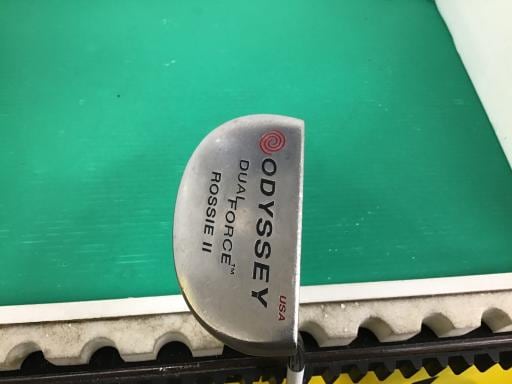 ODYSSEY
USA
DUAL FORCE™
ROSSIE II